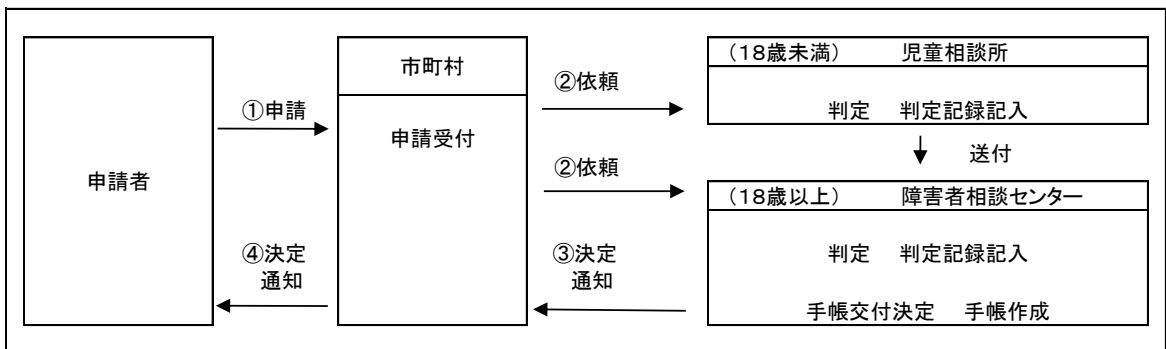 申請者
①申請
④決定
通知
市町村
申請受付
②依頼
②依頼
③決定
通知
(18歳未満) 児童相談所
判定 判定記録記入
送付
(18歳以上) 障害者相談センター
判定 判定記録記入
手帳交付決定 手帳作成